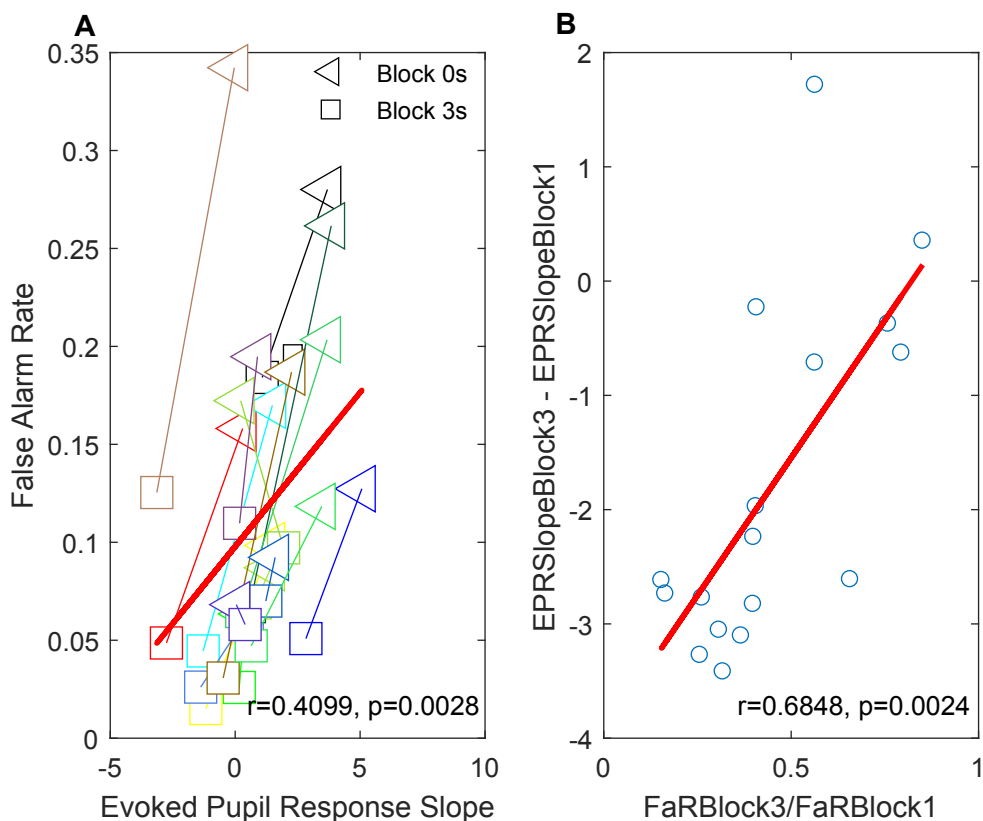 A
False Alarm Rate
0.35
0.3
0.25
0.2
0.15
0.1
0.05
0
-5
0
5
10
Evoked Pupil Response Slope
Block 0s
Block 3s
r=0.4099, p=0.0028
B
EPRSlopeBlock3 - EPRSlopeBlock1
2
1
0
-1
-2
-3
-4
0
0.5
1
FaRBlock3/FaRBlock1
r=0.6848, p=0.0024